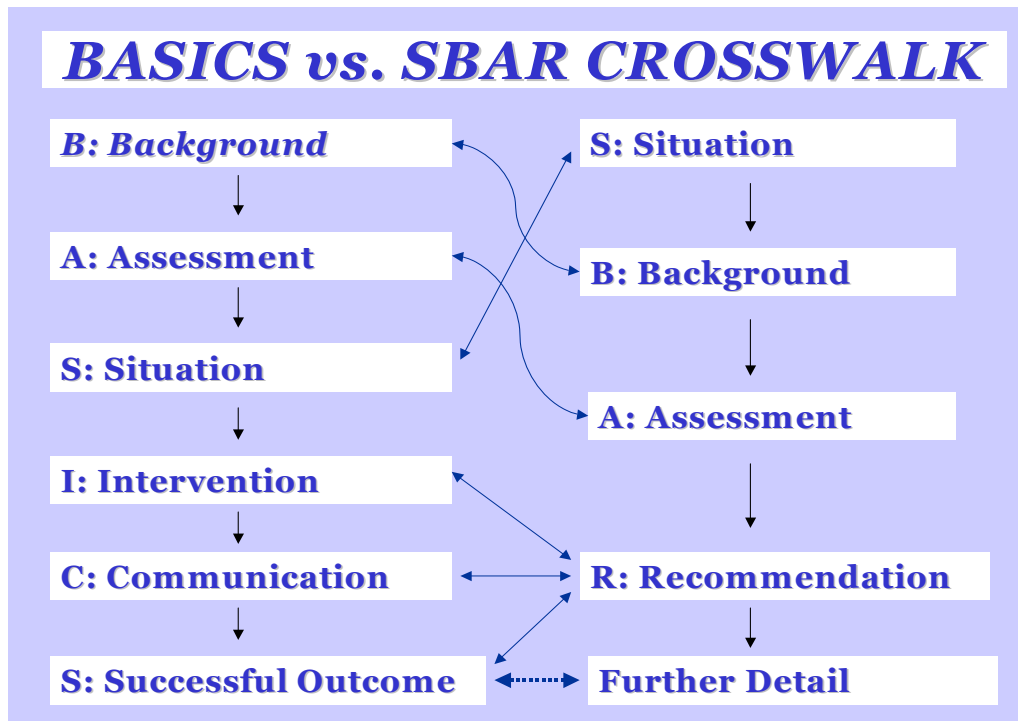 BASICS vs. SBAR CROSSWALK
B: Background
A: Assessment
S: Situation
I: Intervention
C: Communication
S: Successful Outcome
S: Situation
B: Background
A: Assessment
R: Recommendation
Further Detail